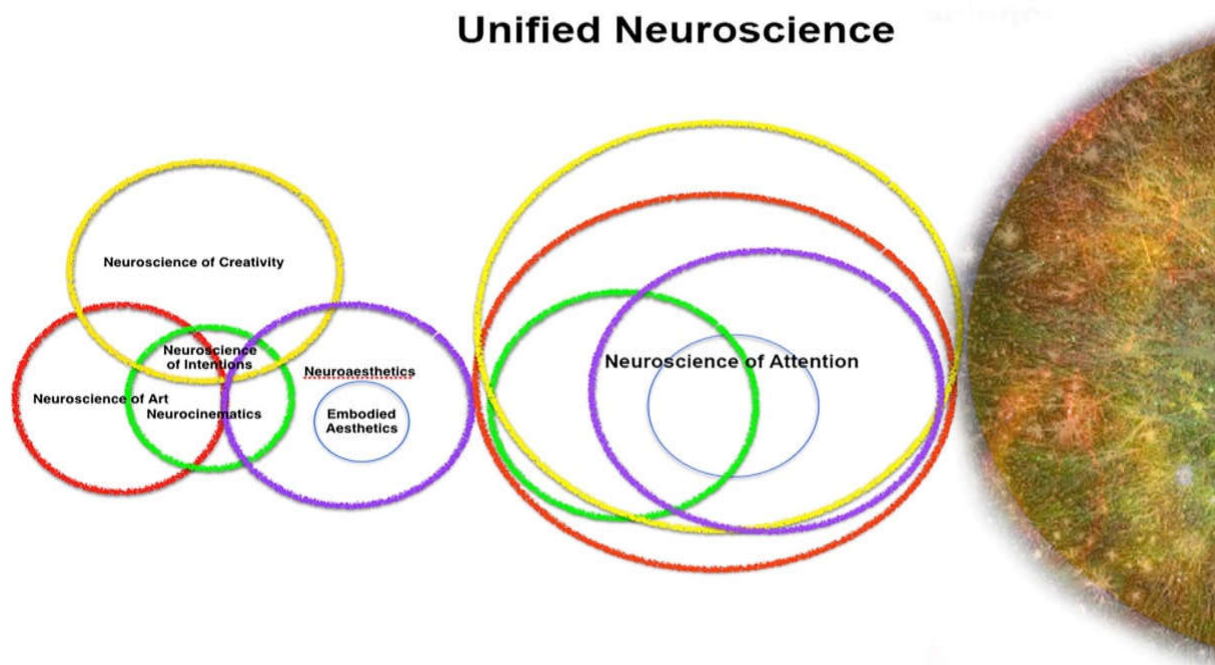 Unified Neuroscience
Neuroscience of Creativity
Neuroscience
of Intentions
Neuroscience of Attention
Neuroaesthetics
Neuroscience of Art
Neurocinematics
Embodied
Aesthetics